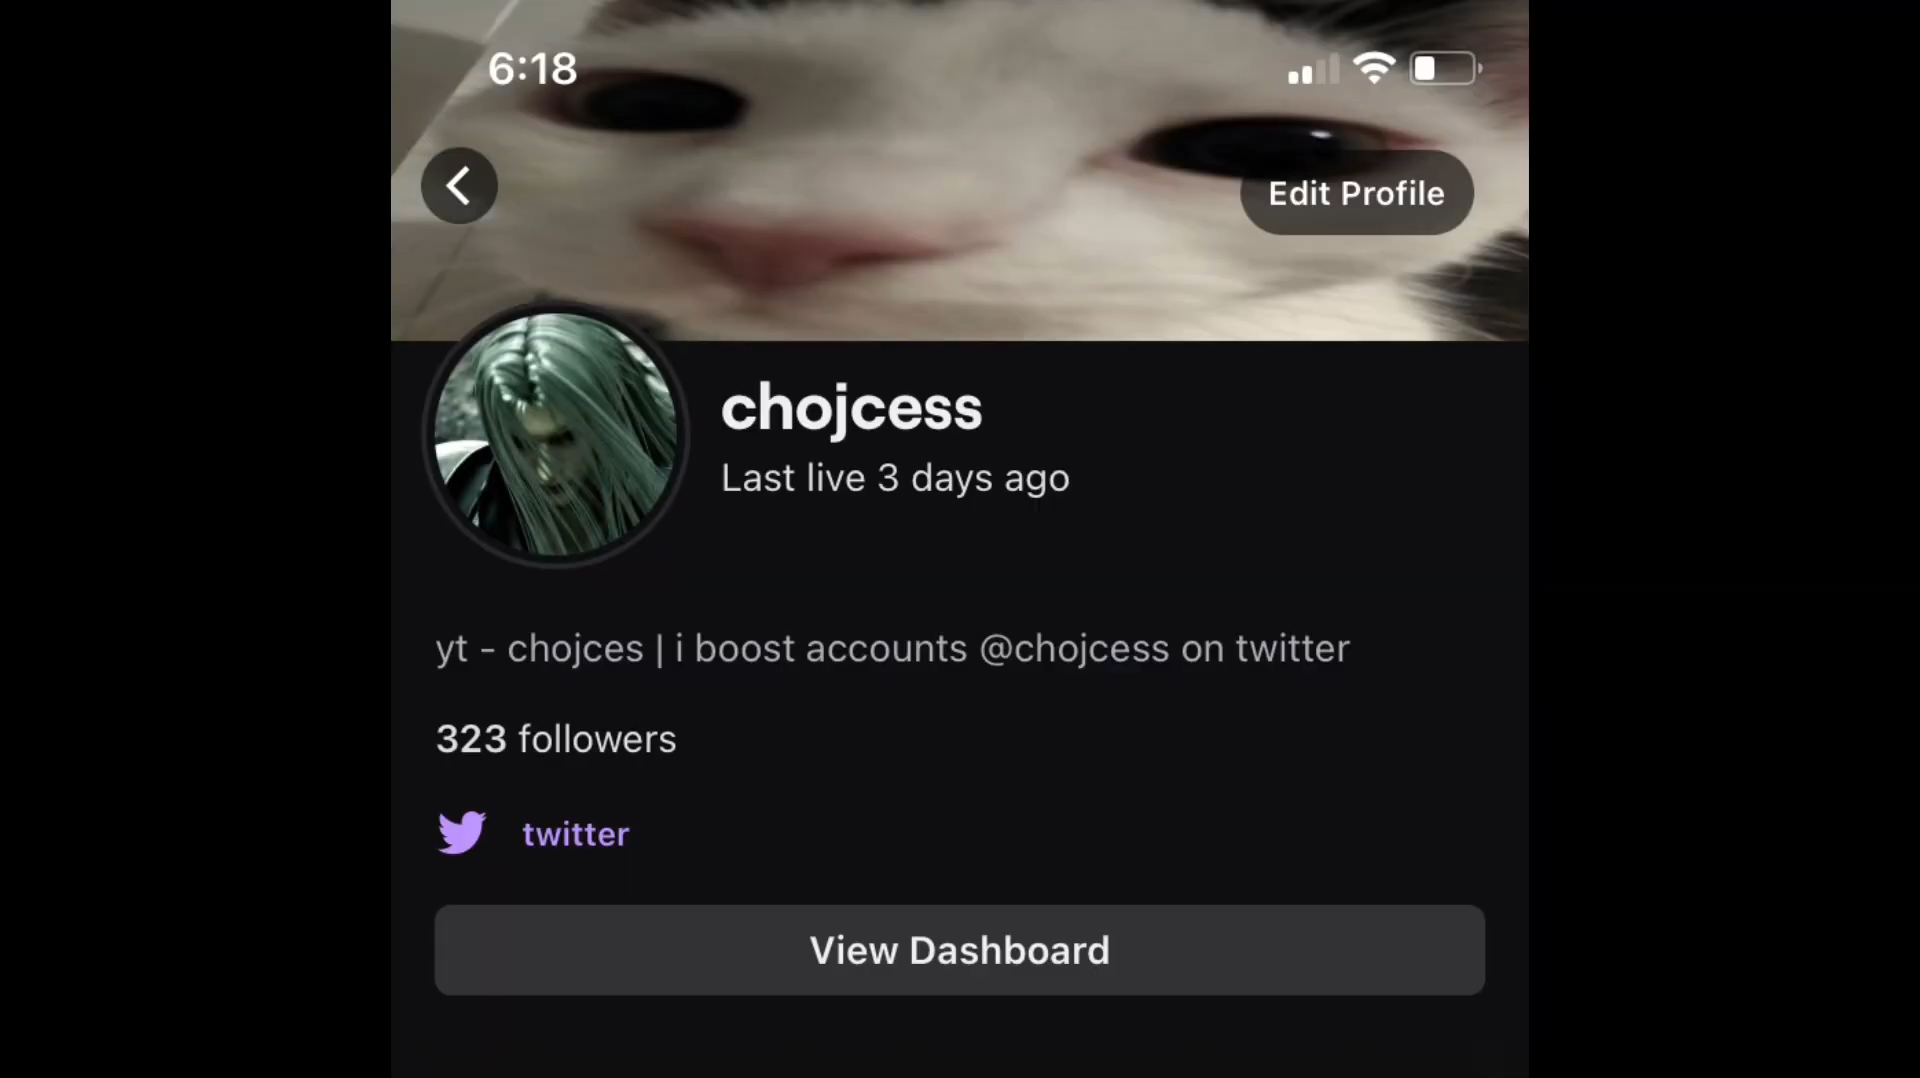 6:18
Edit Profile
chojcess
Last live 3 days ago
yt - chojces | i boost accounts @chojcess on twitter
323 followers
twitter
View Dashboard